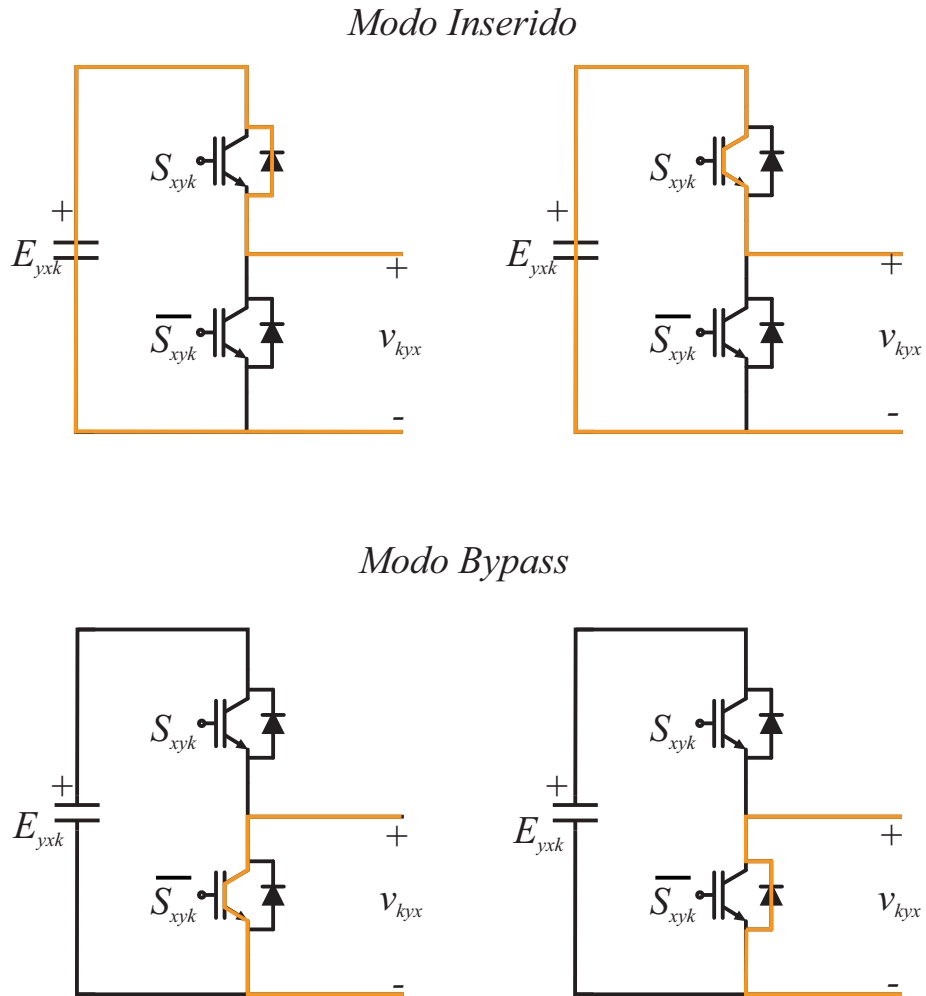 Modo Inserido
S_xyk S_xyk
+ +
E_yxk + E_yxk +
S̅_xyk v_kyx S̅_xyk v_kyx
- -
Modo Bypass
S_xyk S_xyk
+ +
E_yxk + E_yxk +
S̅_xyk v_kyx S̅_xyk v_kyx
- -